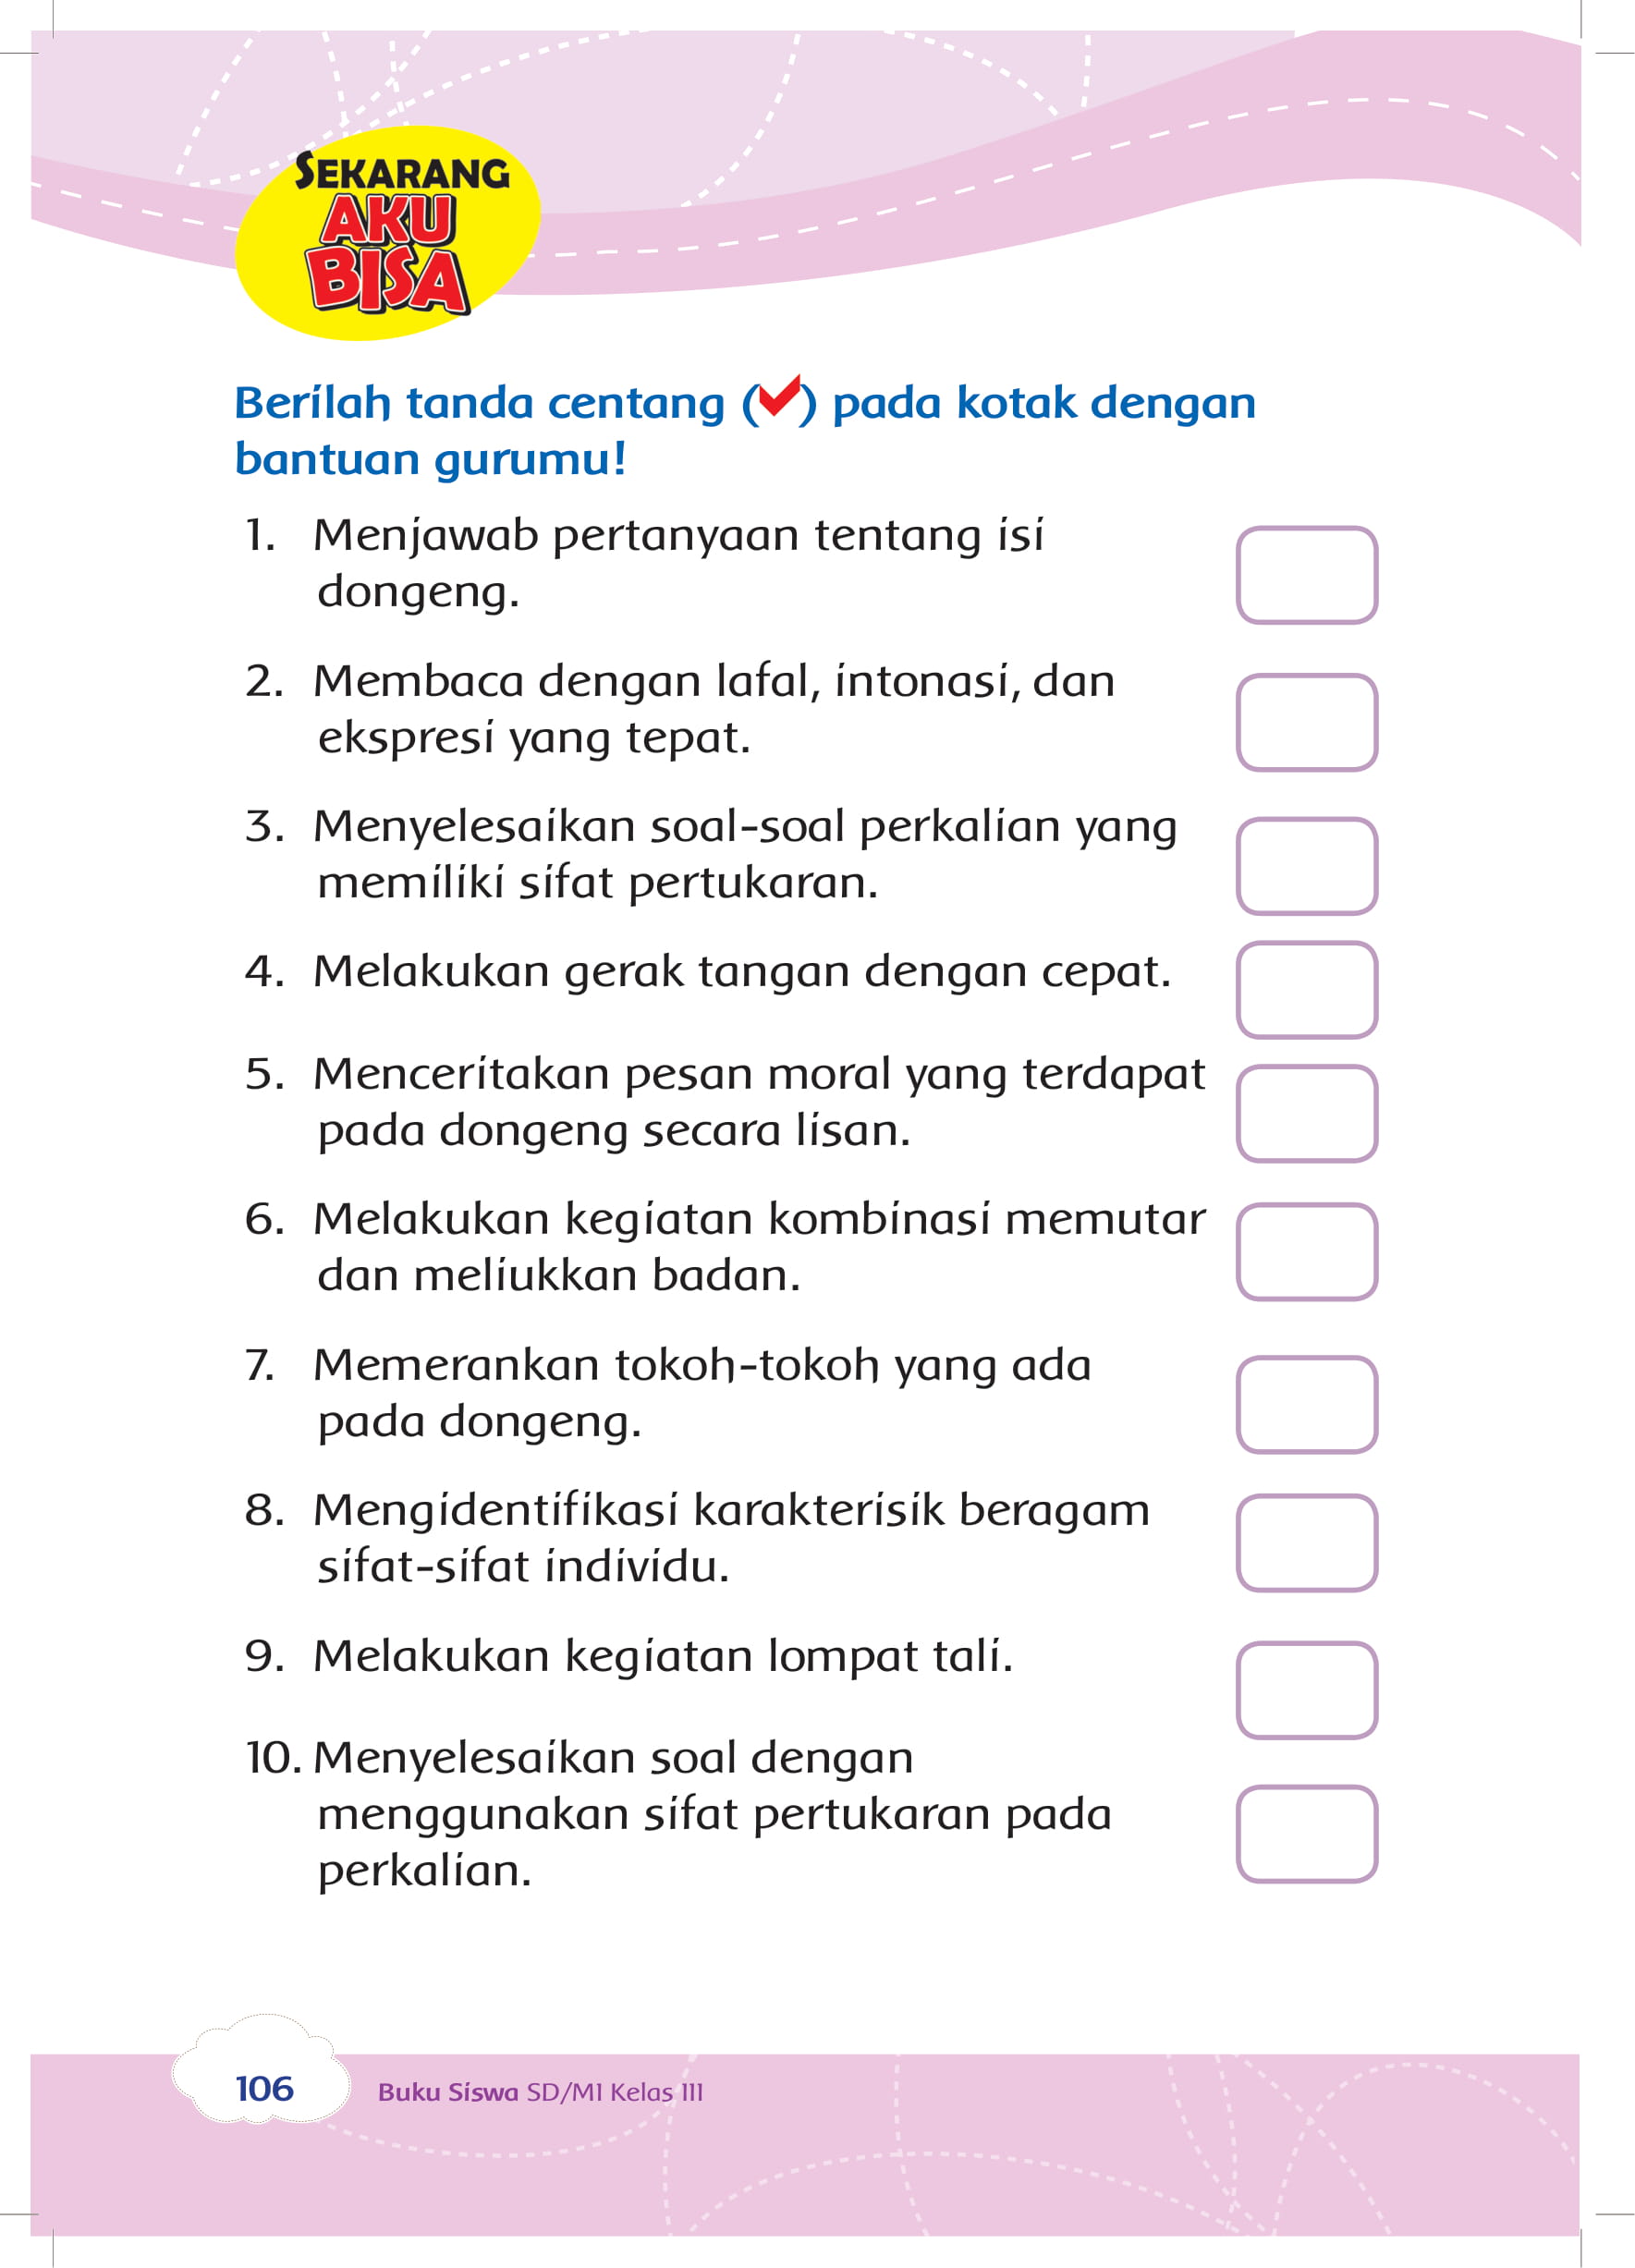 SEKARANG
AKU
BISA
Berilah tanda centang (✔) pada kotak dengan
bantuan gurumu!
1. Menjawab pertanyaan tentang isi
dongeng.
2. Membaca dengan lafal, intonasi, dan
ekspresi yang tepat.
3. Menyelesaikan soal-soal perkalian yang
memiliki sifat pertukaran.
4. Melakukan gerak tangan dengan cepat.
5. Menceritakan pesan moral yang terdapat
pada dongeng secara lisan.
6. Melakukan kegiatan kombinasi memutar
dan meliukkan badan.
7. Memerankan tokoh-tokoh yang ada
pada dongeng.
8. Mengidentifikasi karakterisik beragam
sifat-sifat individu.
9. Melakukan kegiatan lompat tali.
10. Menyelesaikan soal dengan
menggunakan sifat pertukaran pada
perkalian.
106 Buku Siswa SD/MI Kelas III